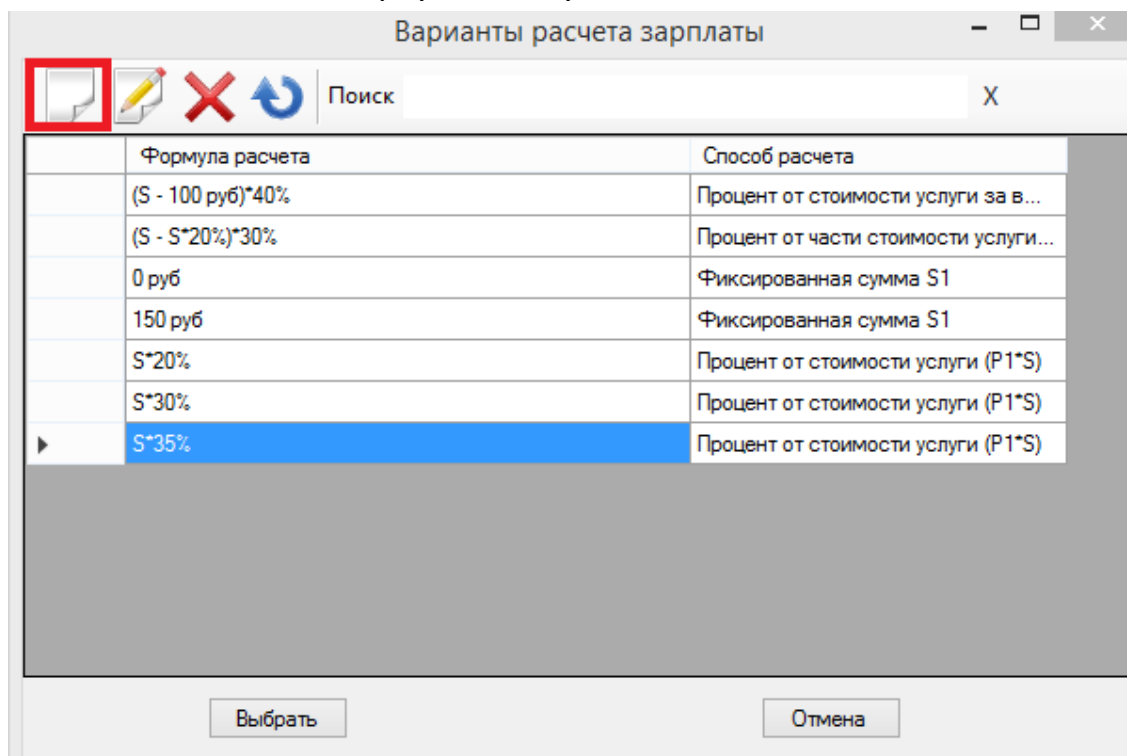 Варианты расчета зарплаты
Поиск X
Формула расчета Способ расчета
(S - 100 руб)*40% Процент от стоимости услуги за в...
(S - S*20%)*30% Процент от части стоимости услуги...
0 руб Фиксированная сумма S1
150 руб Фиксированная сумма S1
S*20% Процент от стоимости услуги (P1*S)
S*30% Процент от стоимости услуги (P1*S)
S*35% Процент от стоимости услуги (P1*S)
Выбрать Отмена